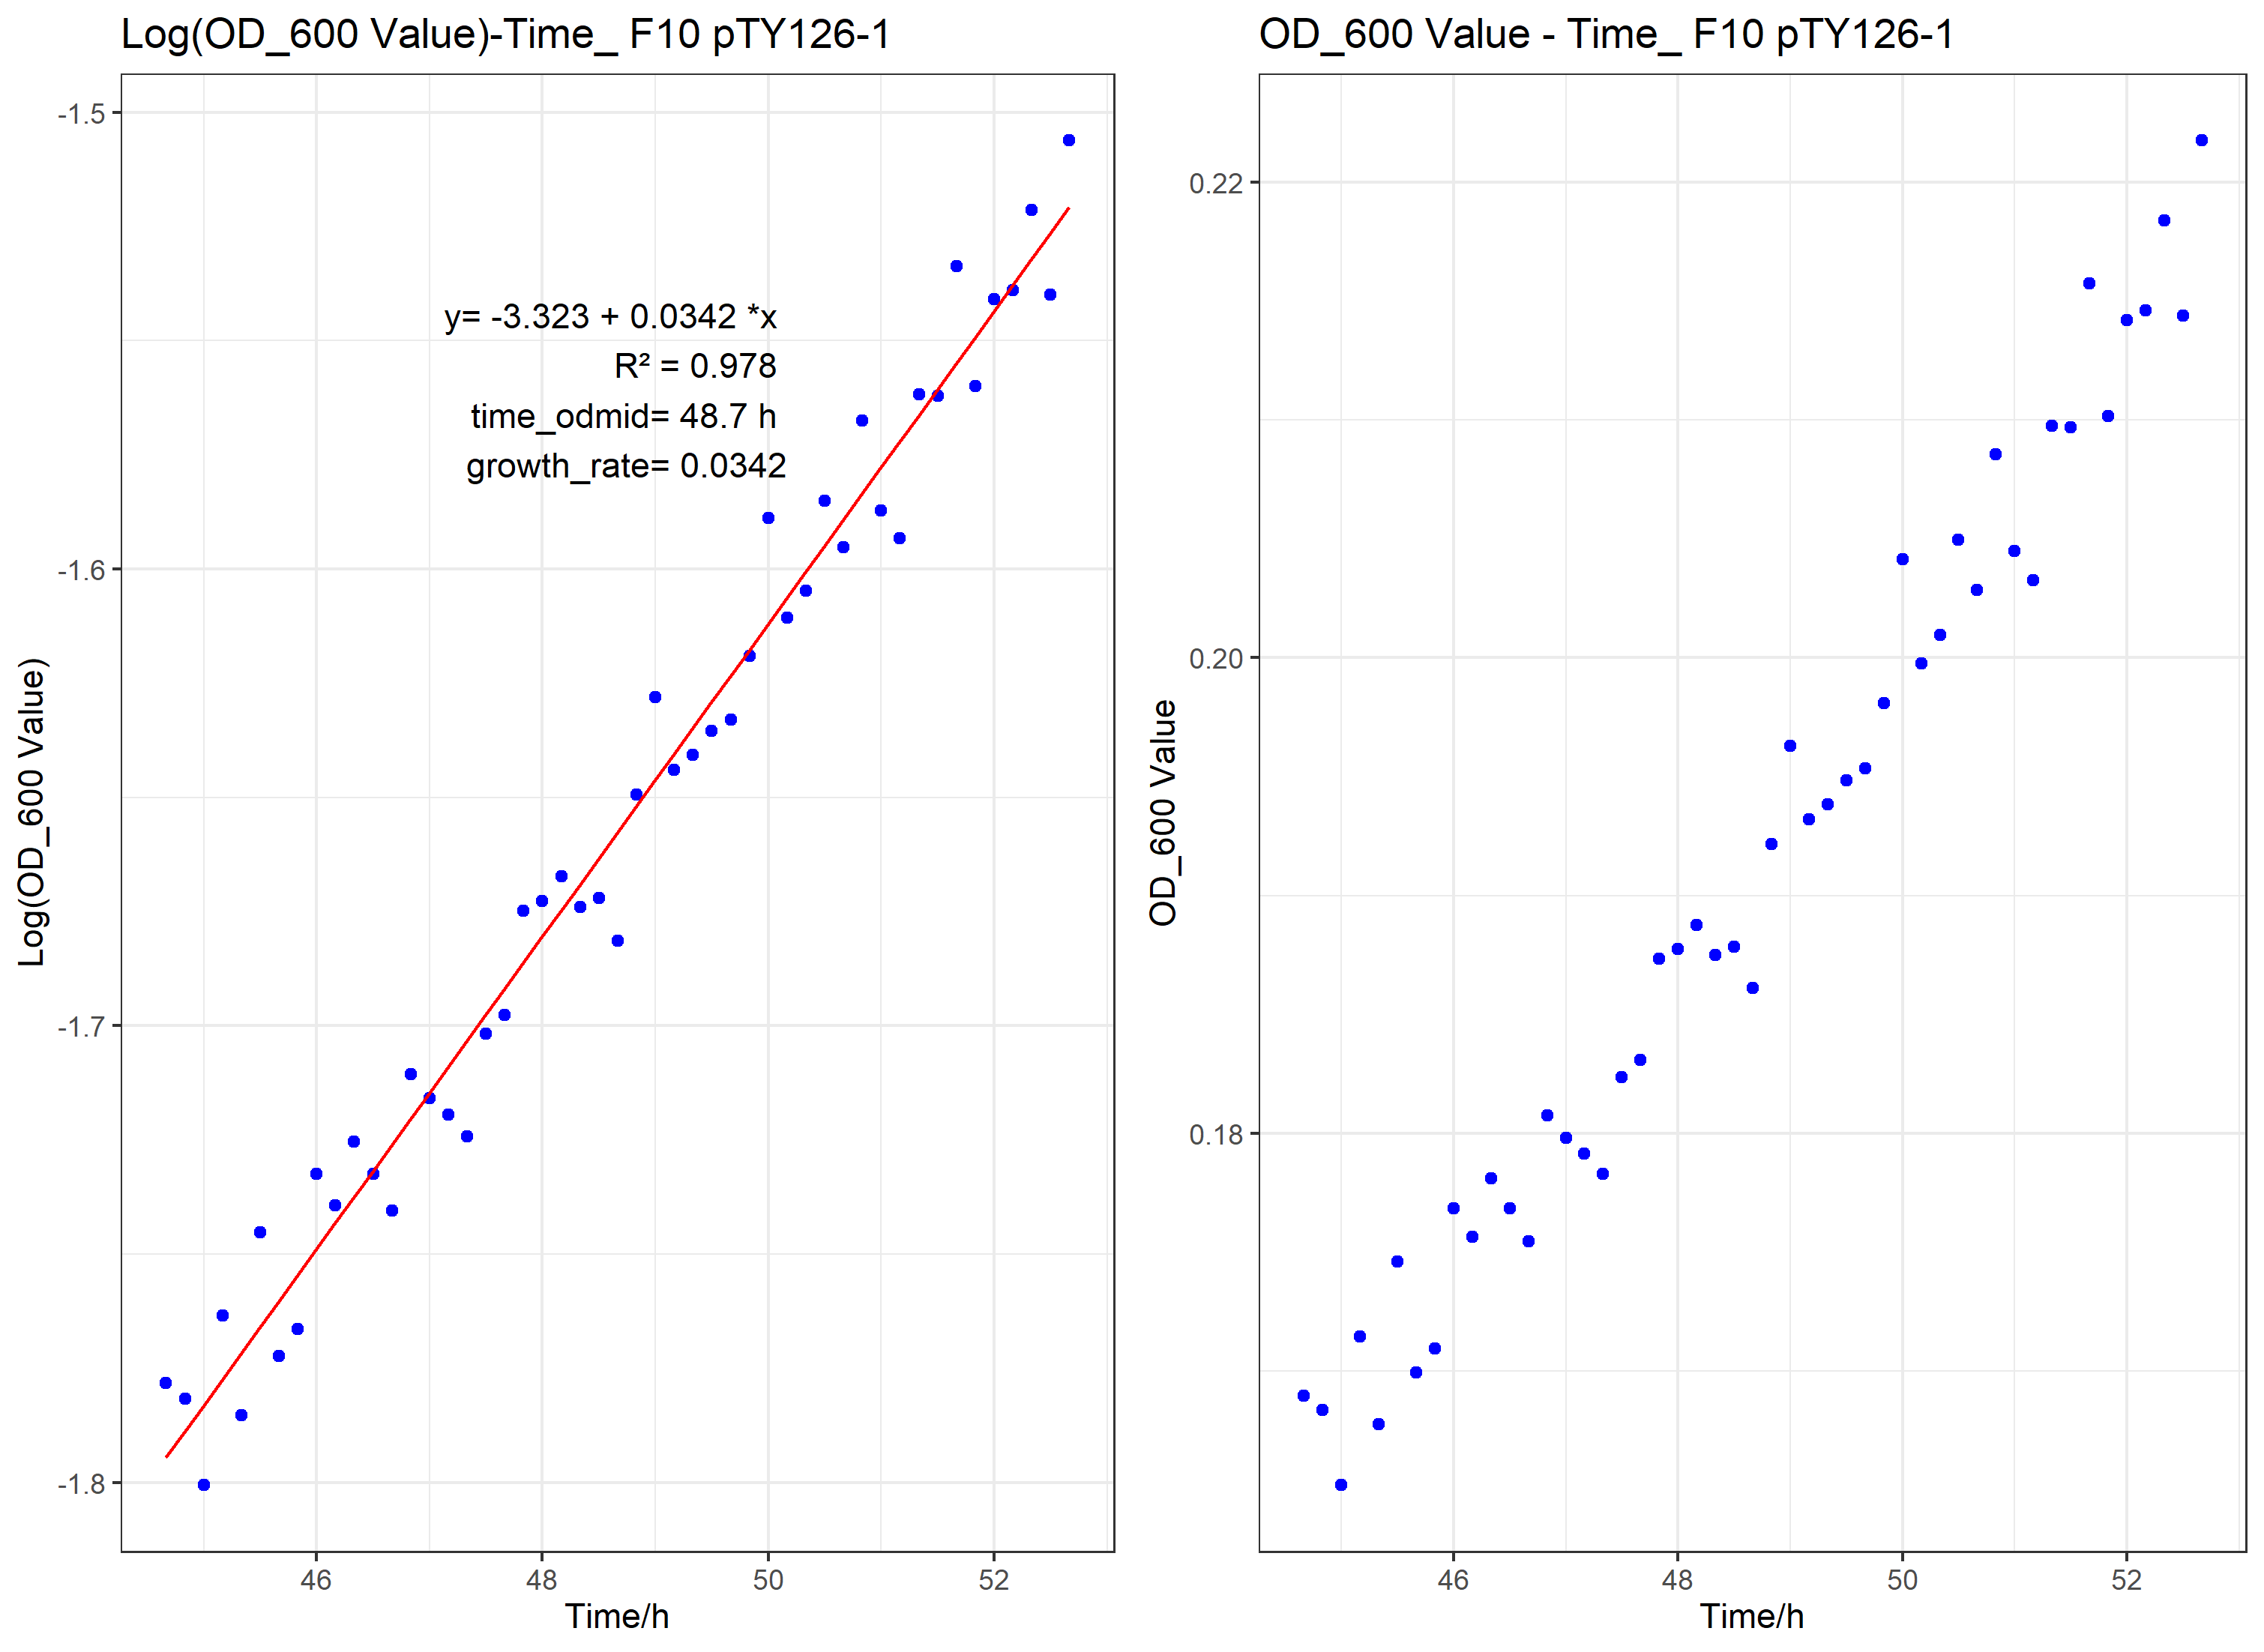 Log(OD_600 Value)-Time_ F10 pTY126-1
-1.5
-1.6
-1.7
-1.8
Log(OD_600 Value)
y= -3.323 + 0.0342 *x
R² = 0.978
time_odmid= 48.7 h
growth_rate= 0.0342
46 48 50 52
Time/h
OD_600 Value - Time_ F10 pTY126-1
0.22
0.20
0.18
OD_600 Value
46 48 50 52
Time/h